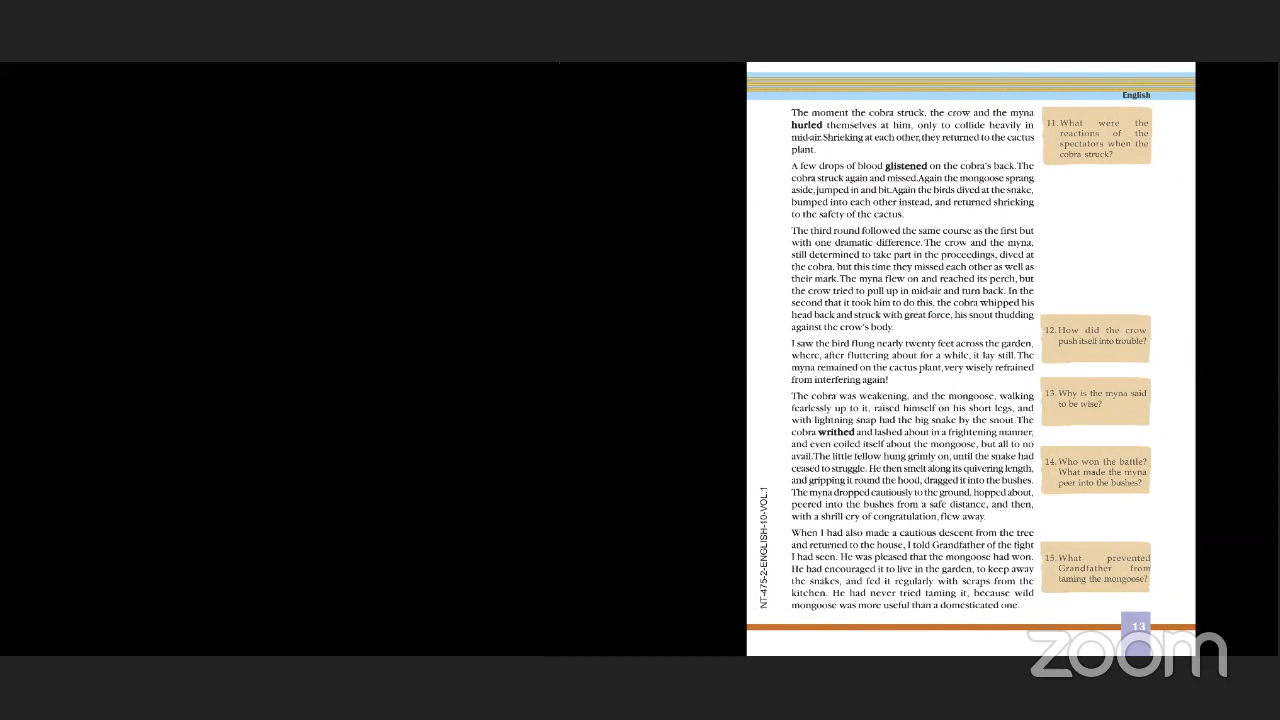 English
The moment the cobra struck, the crow and the myna
hurled themselves at him, only to collide heavily in
mid-air. Shrieking at each other, they returned to the cactus
plant.
11. What were the
reactions of the
spectators when the
cobra struck?
A few drops of blood glistened on the cobra's back. The
cobra struck again and missed. Again the mongoose sprang
aside, jumped in and bit. Again the birds dived at the snake,
bumped into each other instead, and returned shrieking
to the safety of the cactus.
The third round followed the same course as the first but
with one dramatic difference. The crow and the myna,
still determined to take part in the proceedings, dived at
the cobra, but this time they missed each other as well as
their mark. The myna flew on and reached its perch, but
the crow tried to pull up in mid-air and turn back. In the
second that it took him to do this, the cobra whipped his
head back and struck with great force, his snout thudding
against the crow's body.
12. How did the crow
push itself into trouble?
I saw the bird flung nearly twenty feet across the garden,
where, after fluttering about for a while, it lay still. The
myna remained on the cactus plant, very wisely refrained
from interfering again!
13. Why is the myna said
to be wise?
The cobra was weakening, and the mongoose, walking
fearlessly up to it, raised himself on his short legs, and
with lightning snap had the big snake by the snout. The
cobra writhed and lashed about in a frightening manner,
and even coiled itself about the mongoose, but all to no
avail. The little fellow hung grimly on, until the snake had
ceased to struggle. He then smelt along its quivering length,
and gripping it round the hood, dragged it into the bushes.
The myna dropped cautiously to the ground, hopped about,
peered into the bushes from a safe distance, and then,
with a shrill cry of congratulation, flew away.
14. Who won the battle?
What made the myna
peer into the bushes?
When I had also made a cautious descent from the tree
and returned to the house, I told Grandfather of the fight
I had seen. He was pleased that the mongoose had won.
He had encouraged it to live in the garden, to keep away
the snakes, and fed it regularly with scraps from the
kitchen. He had never tried taming it, because wild
mongoose was more useful than a domesticated one.
15. What prevented
Grandfather from
taming the mongoose?
NT-475-2-ENGLISH-10-VOL.1
13
zoom